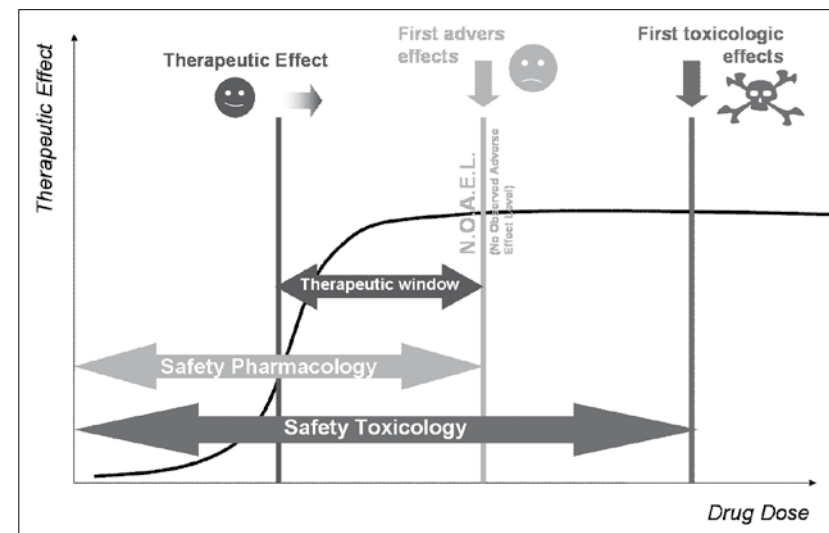 Therapeutic Effect
Therapeutic Effect
First advers
effects
First toxicologic
effects
N.O.A.E.L.
(No Observed Adverse
Effect Level)
Therapeutic window
Safety Pharmacology
Safety Toxicology
Drug Dose